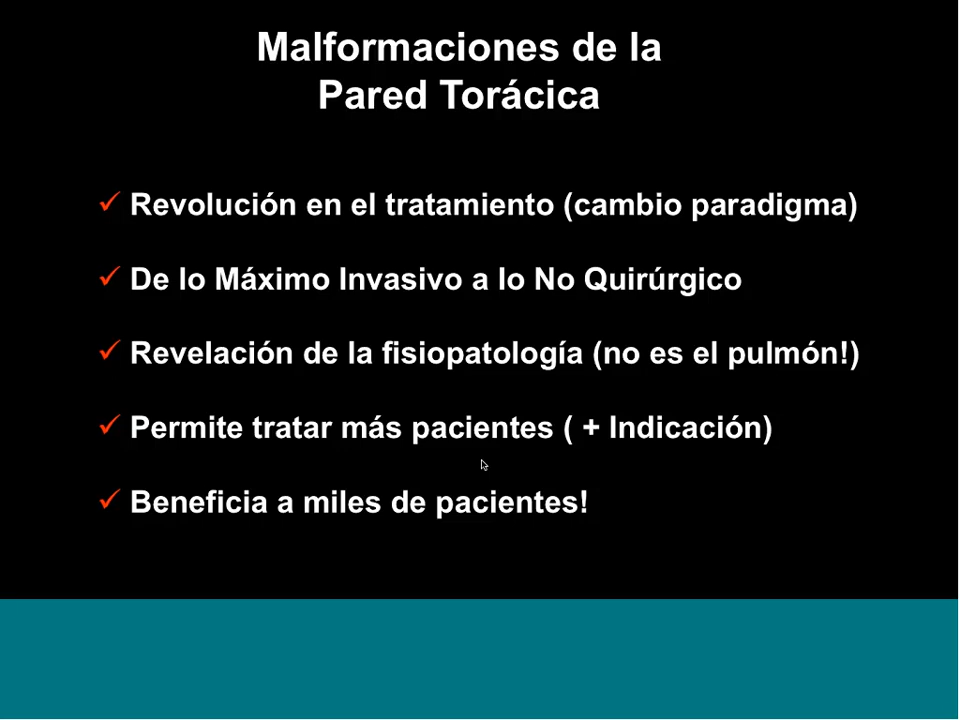 Malformaciones de la
Pared Torácica
✓ Revolución en el tratamiento (cambio paradigma)
✓ De lo Máximo Invasivo a lo No Quirúrgico
✓ Revelación de la fisiopatología (no es el pulmón!)
✓ Permite tratar más pacientes ( + Indicación)
✓ Beneficia a miles de pacientes!